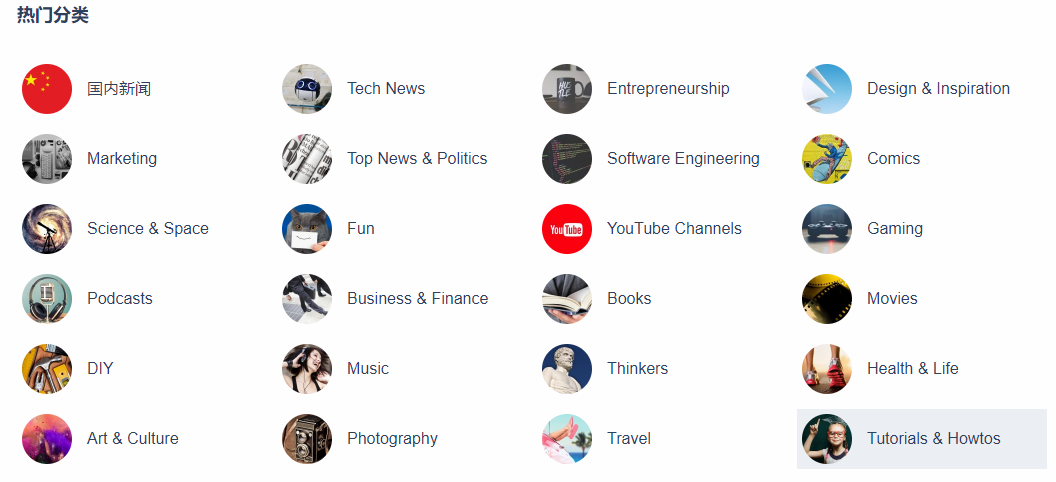 热门分类
国内新闻
Tech News
Entrepreneurship
Design & Inspiration
Marketing
Top News & Politics
Software Engineering
Comics
Science & Space
Fun
You Tube
YouTube Channels
Gaming
Podcasts
Business & Finance
Books
Movies
DIY
Music
Thinkers
Health & Life
Art & Culture
Photography
Travel
Tutorials & Howtos